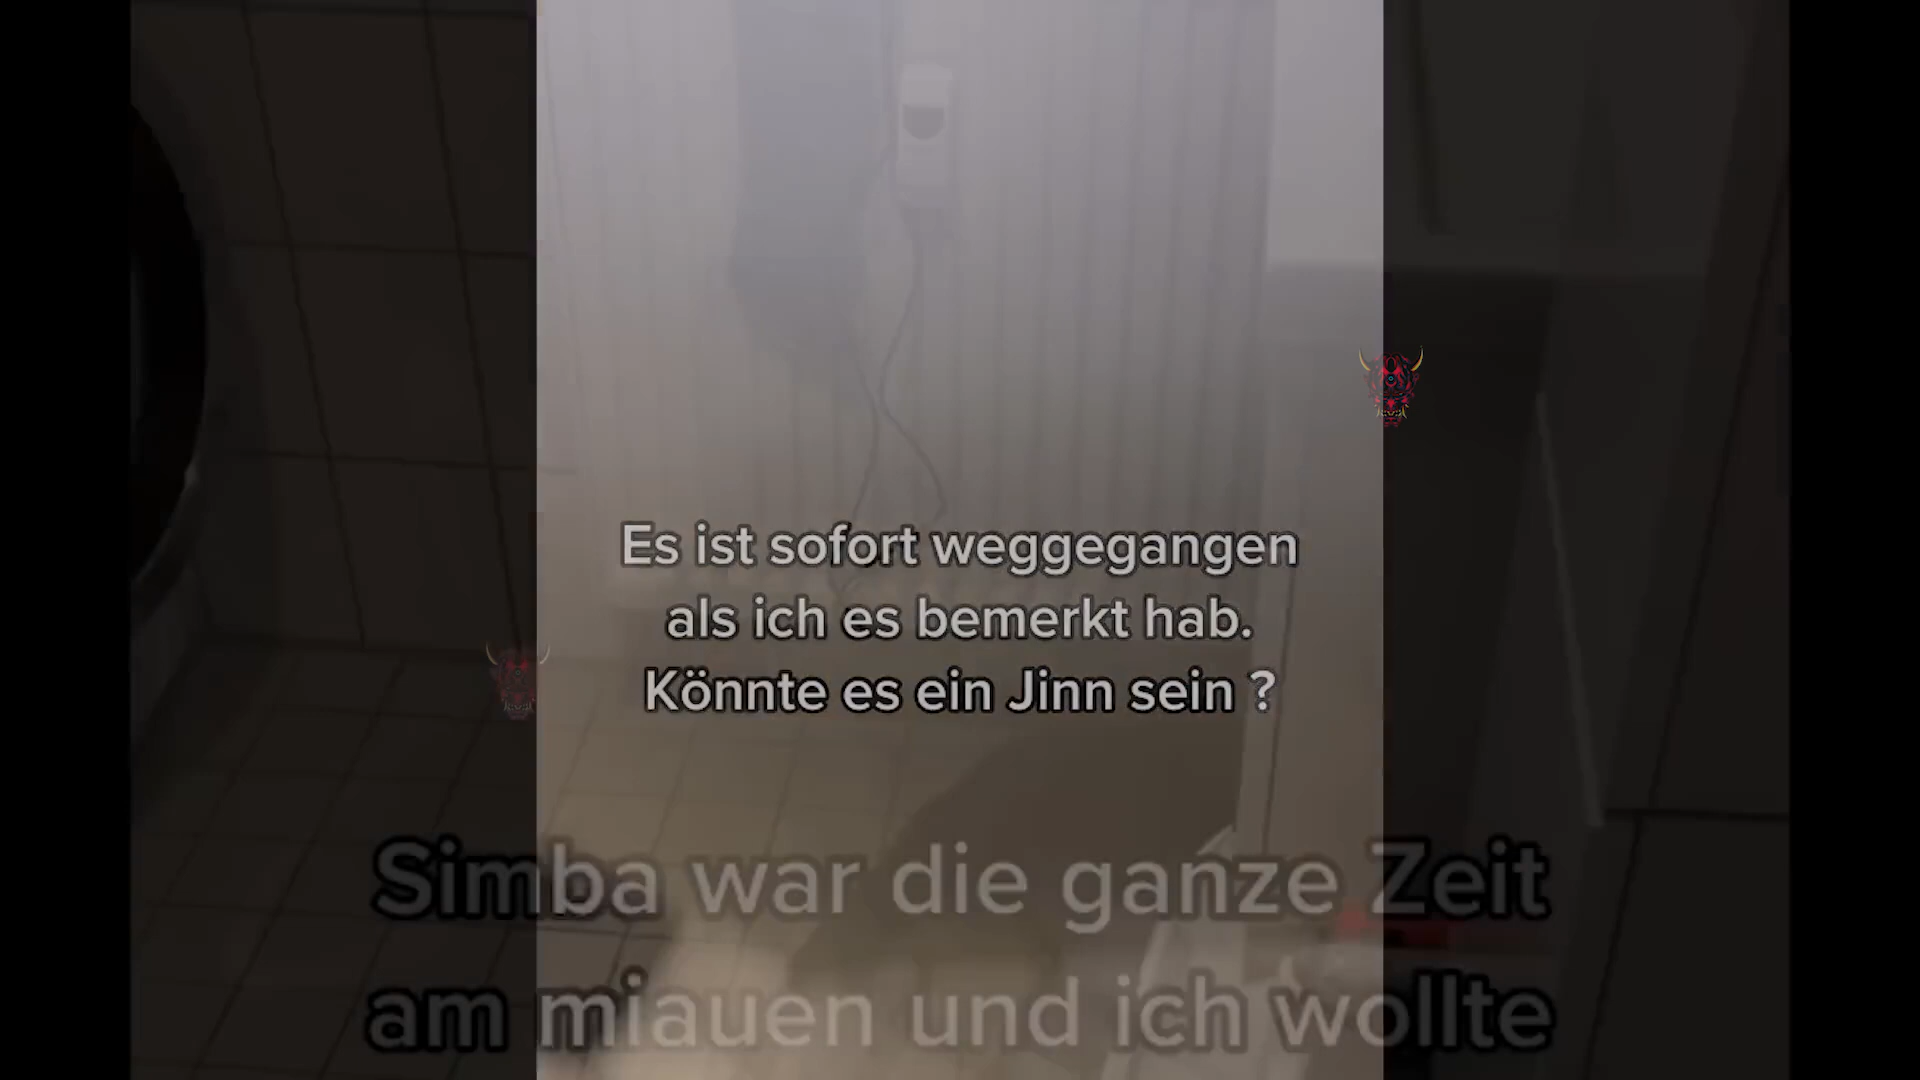 Es ist sofort weggegangen
als ich es bemerkt hab.
Könnte es ein Jinn sein ?
Simba war die ganze Zeit
am miauen und ich wollte